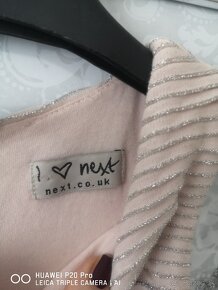 I ♡ next
next.co.uk
HUAWEI P20 Pro
LEICA TRIPLE CAMERA | AI